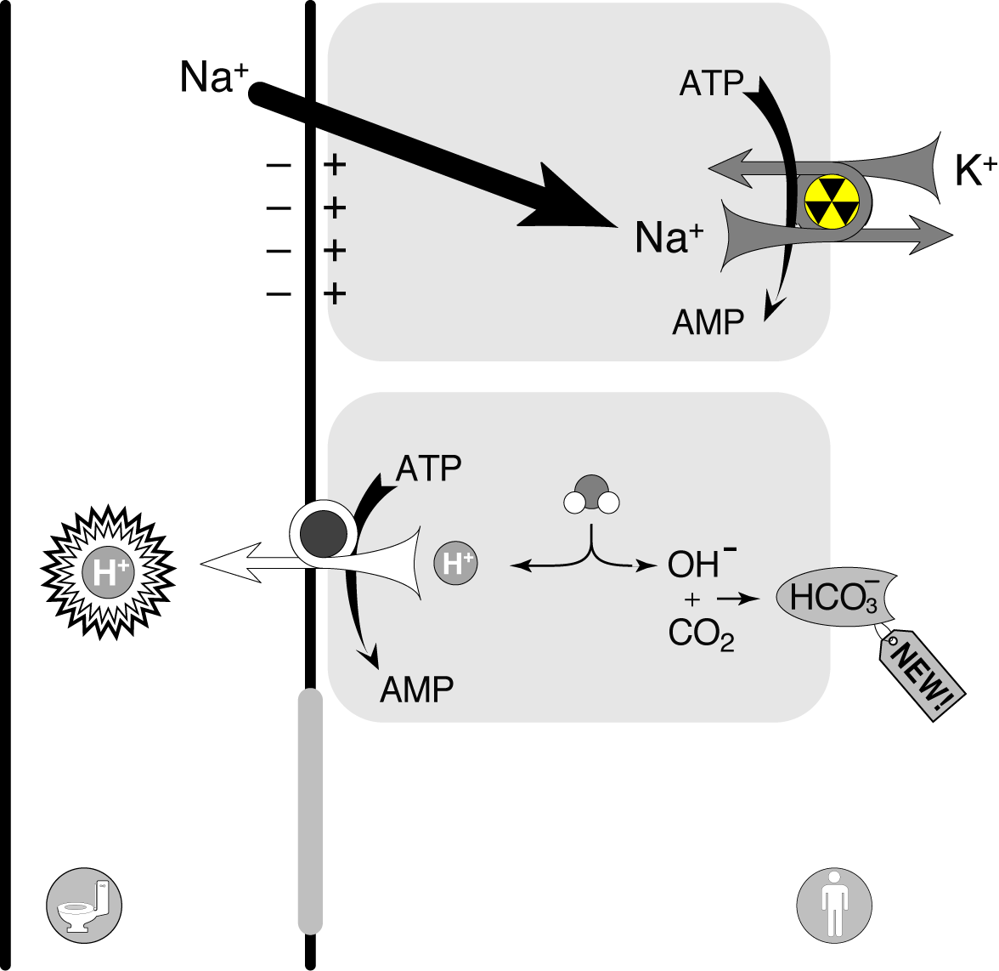 Na⁺
ATP
– +
K⁺
– +
Na⁺
– +
– +
AMP
ATP
H⁺
H⁺
OH⁻
+
CO₂
HCO₃⁻
NEW!
AMP